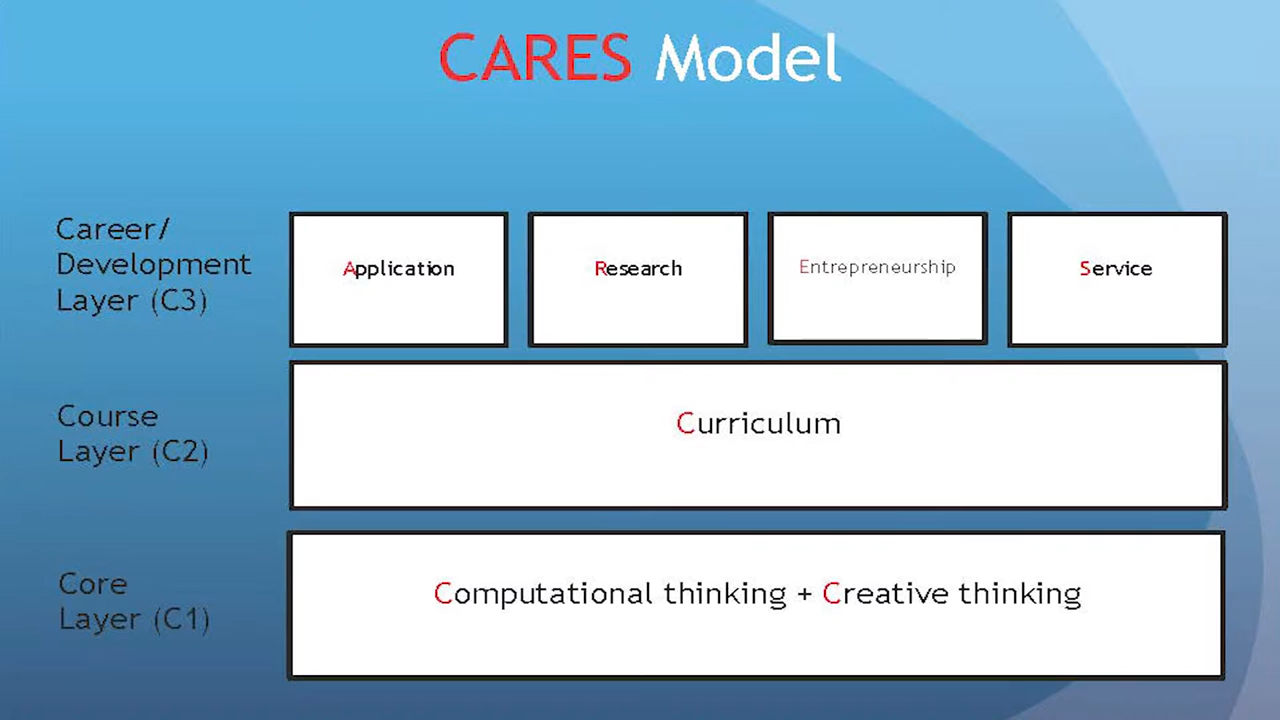 CARES Model
Career/
Development
Layer (C3)
Application
Research
Entrepreneurship
Service
Course
Layer (C2)
Curriculum
Core
Layer (C1)
Computational thinking + Creative thinking